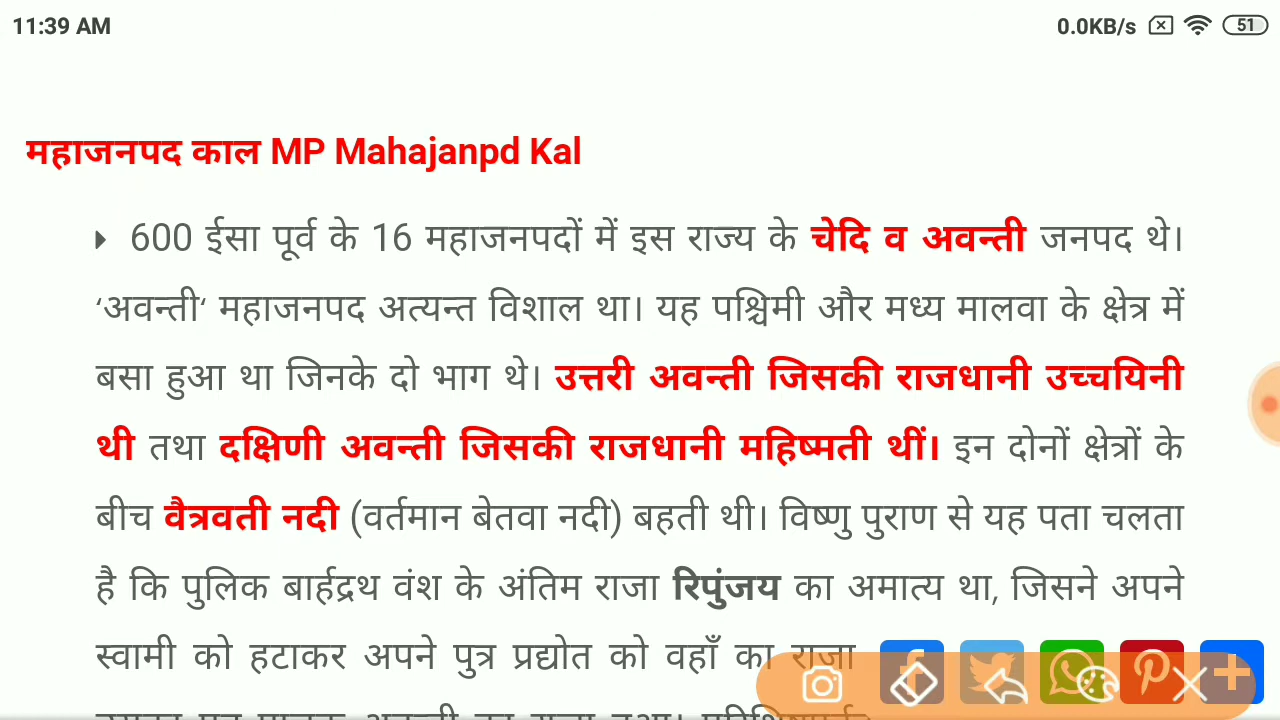 11:39 AM
0.0KB/s
51
महाजनपद काल MP Mahajanpd Kal
600 ईसा पूर्व के 16 महाजनपदों में इस राज्य के चेदि व अवन्ती जनपद थे।
‘अवन्ती‘ महाजनपद अत्यन्त विशाल था। यह पश्चिमी और मध्य मालवा के क्षेत्र में
बसा हुआ था जिनके दो भाग थे। उत्तरी अवन्ती जिसकी राजधानी उच्चयिनी
थी तथा दक्षिणी अवन्ती जिसकी राजधानी महिष्मती थीं। इन दोनों क्षेत्रों के
बीच वैत्रवती नदी (वर्तमान बेतवा नदी) बहती थी। विष्णु पुराण से यह पता चलता
है कि पुलिक बार्हद्रथ वंश के अंतिम राजा रिपुंजय का अमात्य था, जिसने अपने
स्वामी को हटाकर अपने पुत्र प्रद्योत को वहाँ का राजा